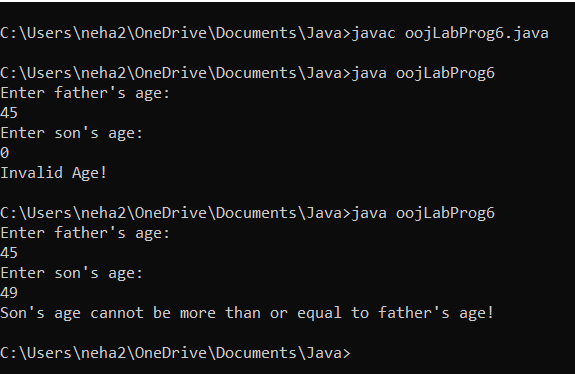 C:\Users\neha2\OneDrive\Documents\Java>javac oojLabProg6.java
C:\Users\neha2\OneDrive\Documents\Java>java oojLabProg6
Enter father's age:
45
Enter son's age:
0
Invalid Age!
C:\Users\neha2\OneDrive\Documents\Java>java oojLabProg6
Enter father's age:
45
Enter son's age:
49
Son's age cannot be more than or equal to father's age!
C:\Users\neha2\OneDrive\Documents\Java>